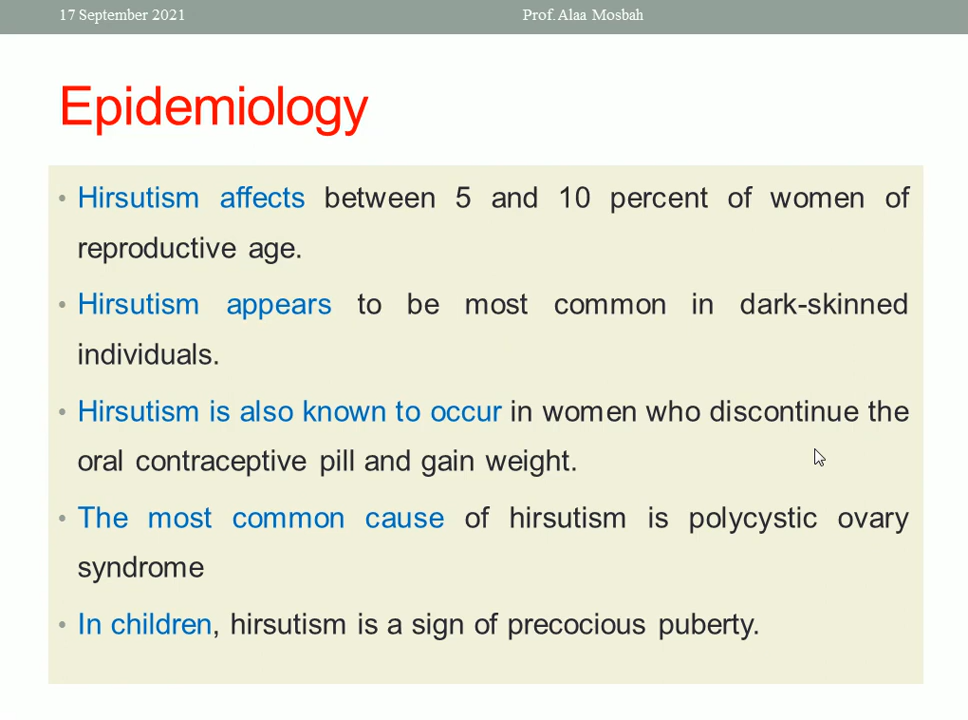 17 September 2021
Prof. Alaa Mosbah
Epidemiology
• Hirsutism affects between 5 and 10 percent of women of
reproductive age.
• Hirsutism appears to be most common in dark-skinned
individuals.
• Hirsutism is also known to occur in women who discontinue the
oral contraceptive pill and gain weight.
• The most common cause of hirsutism is polycystic ovary
syndrome
• In children, hirsutism is a sign of precocious puberty.